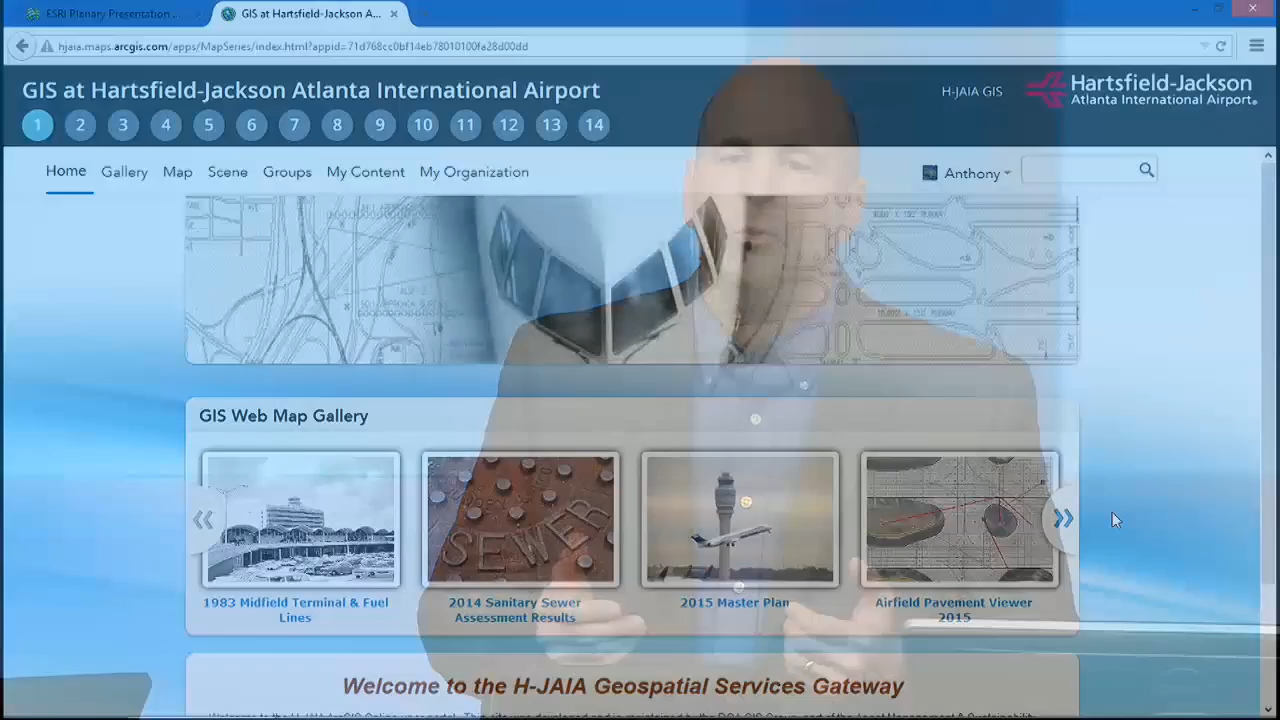 ESRI Plenary Presentation ...
GIS at Hartsfield-Jackson A...
hjaia.maps.arcgis.com/apps/MapSeries/index.html?appid=71d768cc0bf14eb78010100fa28d00dd
GIS at Hartsfield-Jackson Atlanta International Airport
H-JAIA GIS
Hartsfield-Jackson
Atlanta International Airport®
1 2 3 4 5 6 7 8 9 10 11 12 13 14
Home Gallery Map Scene Groups My Content My Organization
Anthony
GIS Web Map Gallery
SEWER
1983 Midfield Terminal & Fuel
Lines
2014 Sanitary Sewer
Assessment Results
2015 Master Plan
Airfield Pavement Viewer
2015
Welcome to the H-JAIA Geospatial Services Gateway